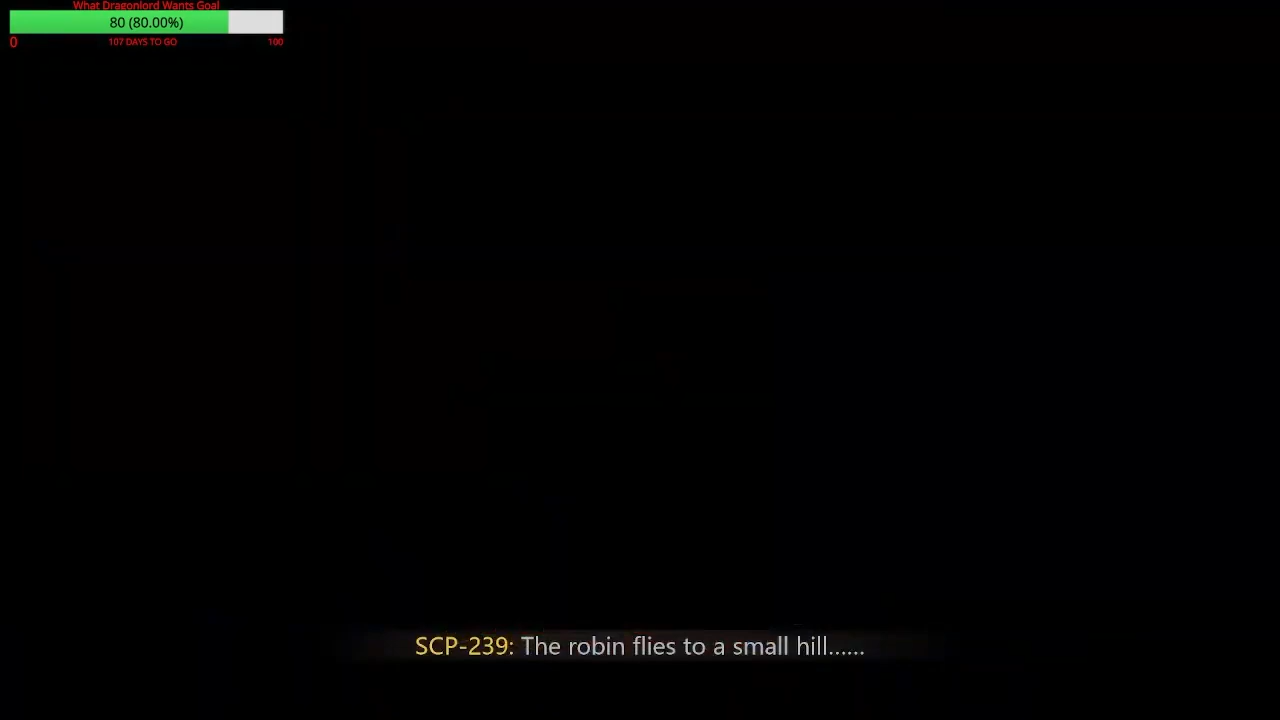 What Dragonlord Wants Goal
80 (80.00%)
0 107 DAYS TO GO 100
SCP-239: The robin flies to a small hill......